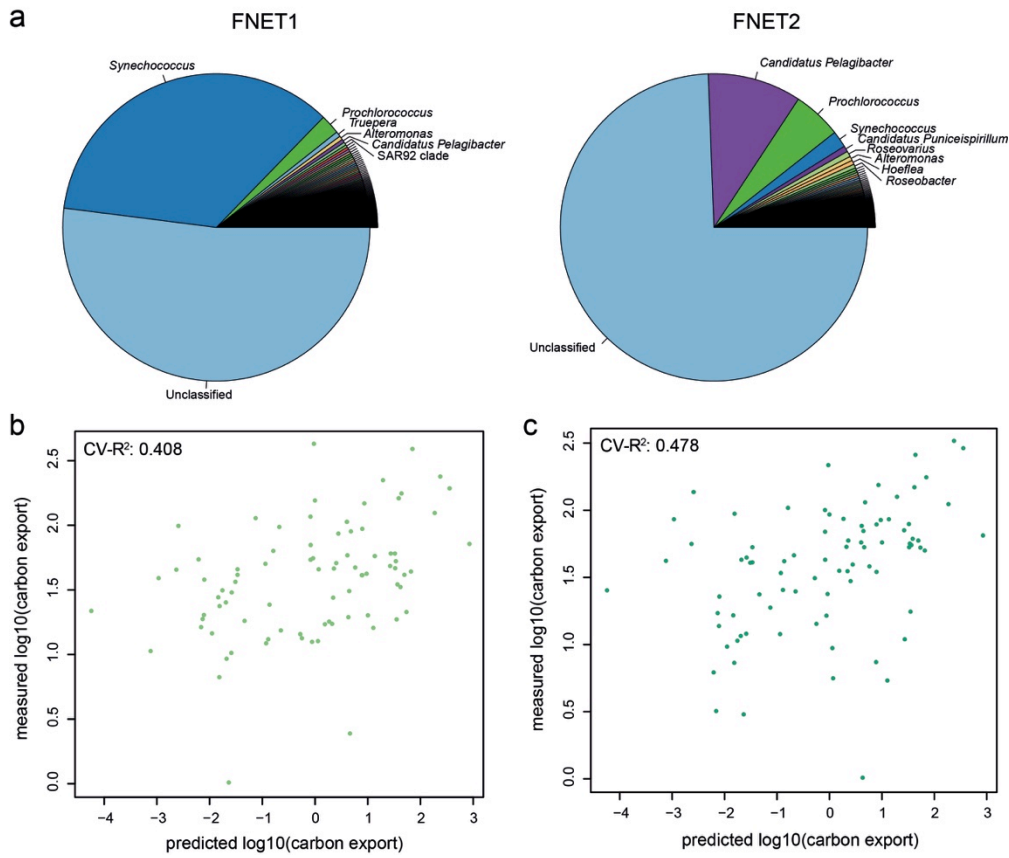 a
FNET1
FNET2
Synechococcus
Prochlorococcus
Truepera
Alteromonas
Candidatus Pelagibacter
SAR92 clade
Unclassified
Candidatus Pelagibacter
Prochlorococcus
Synechococcus
Candidatus Puniceispirillum
Roseovarius
Alteromonas
Hoeflea
Roseobacter
Unclassified
b
CV-R²: 0.408
measured log10(carbon export)
2.5
2.0
1.5
1.0
0.5
0.0
−4 −3 −2 −1 0 1 2 3
predicted log10(carbon export)
c
CV-R²: 0.478
measured log10(carbon export)
2.5
2.0
1.5
1.0
0.5
0.0
−4 −3 −2 −1 0 1 2 3
predicted log10(carbon export)